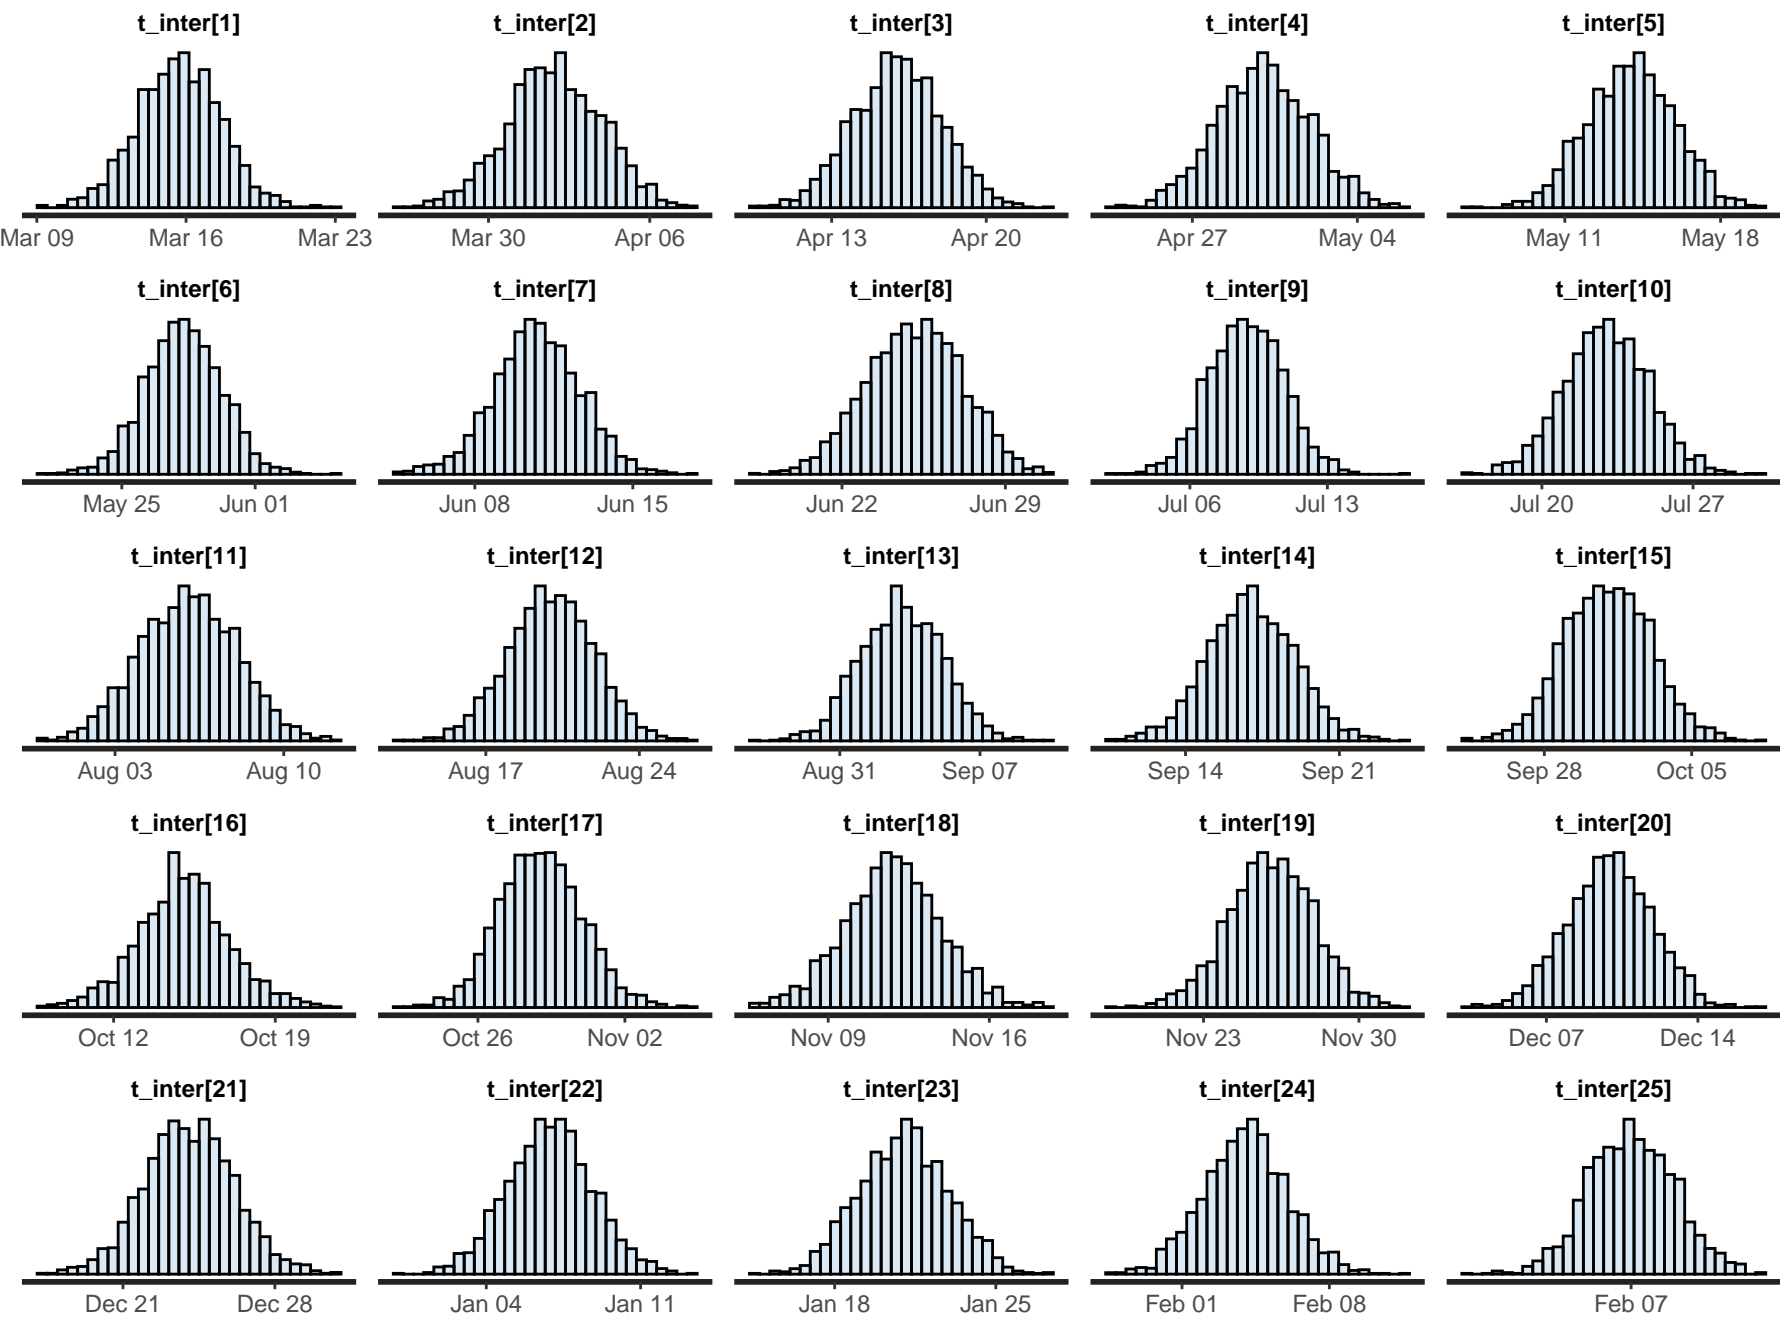 t_inter[1] t_inter[2] t_inter[3] t_inter[4] t_inter[5]
Mar 09 Mar 16 Mar 23 Mar 30 Apr 06 Apr 13 Apr 20 Apr 27 May 04 May 11 May 18
t_inter[6] t_inter[7] t_inter[8] t_inter[9] t_inter[10]
May 25 Jun 01 Jun 08 Jun 15 Jun 22 Jun 29 Jul 06 Jul 13 Jul 20 Jul 27
t_inter[11] t_inter[12] t_inter[13] t_inter[14] t_inter[15]
Aug 03 Aug 10 Aug 17 Aug 24 Aug 31 Sep 07 Sep 14 Sep 21 Sep 28 Oct 05
t_inter[16] t_inter[17] t_inter[18] t_inter[19] t_inter[20]
Oct 12 Oct 19 Oct 26 Nov 02 Nov 09 Nov 16 Nov 23 Nov 30 Dec 07 Dec 14
t_inter[21] t_inter[22] t_inter[23] t_inter[24] t_inter[25]
Dec 21 Dec 28 Jan 04 Jan 11 Jan 18 Jan 25 Feb 01 Feb 08 Feb 07